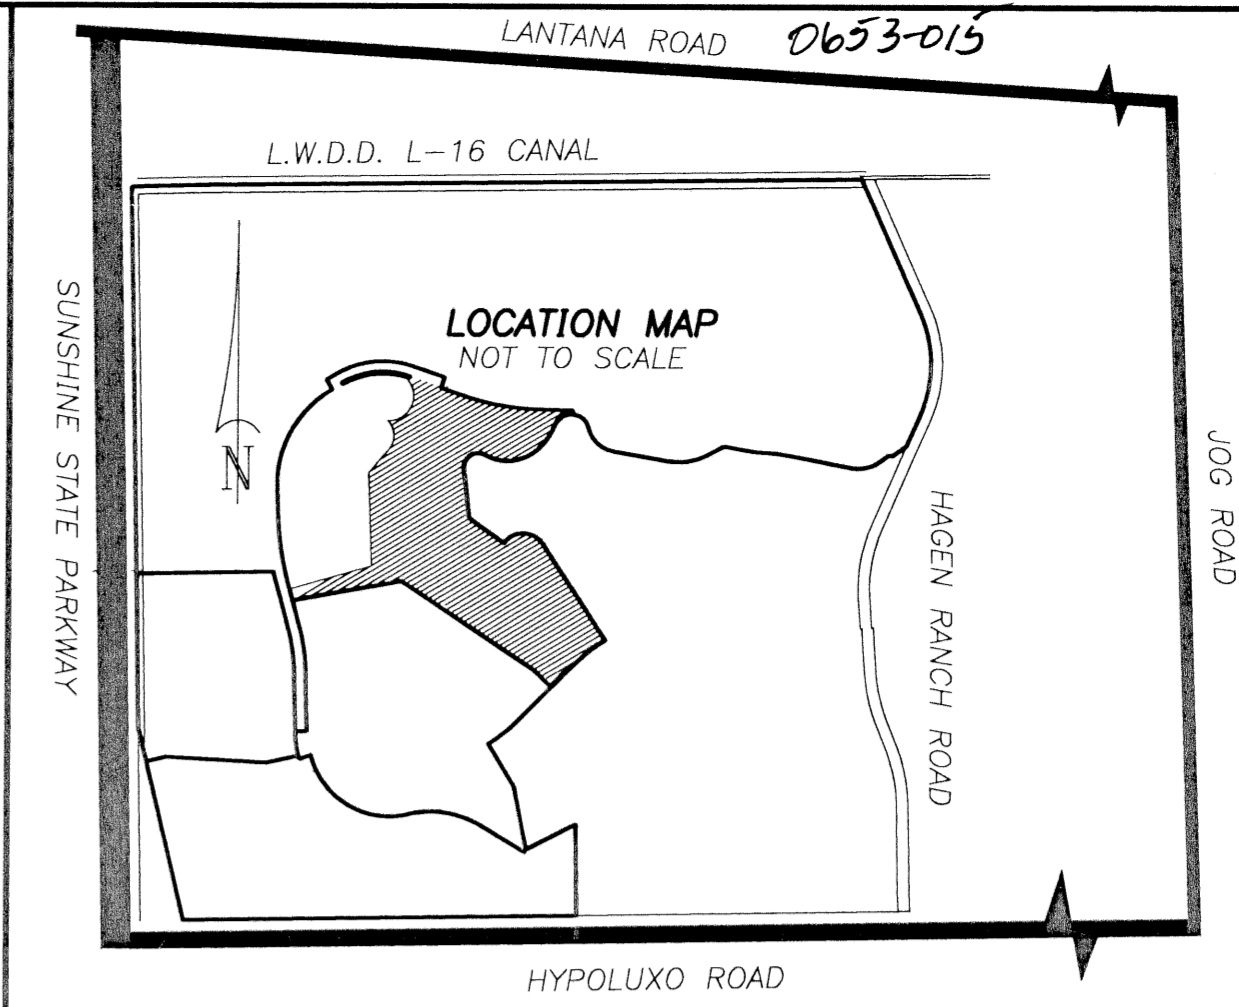 LANTANA ROAD
0653-015
L.W.D.D. L-16 CANAL
SUNSHINE STATE PARKWAY
LOCATION MAP
NOT TO SCALE
N
JOG ROAD
HAGEN RANCH ROAD
HYPOLUXO ROAD